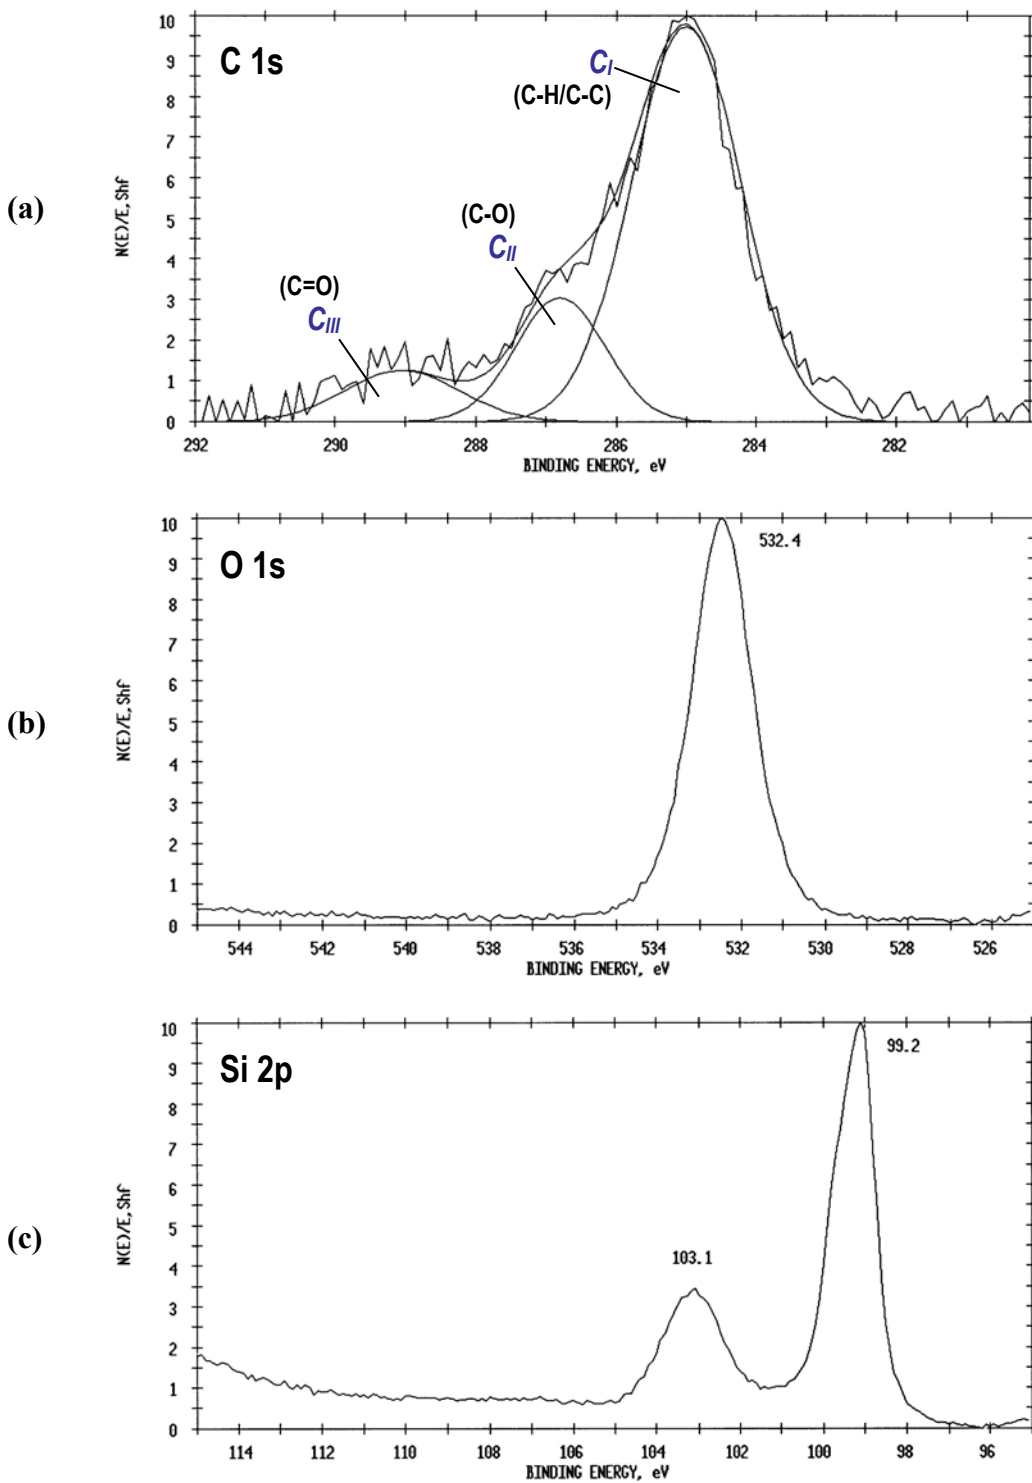 (a)
C 1s
C_I
(C-H/C-C)
(C-O)
C_II
(C=O)
C_III
N(E)/E,Shf
10
9
8
7
6
5
4
3
2
1
0
292 290 288 286 284 282
BINDING ENERGY, eV
(b)
O 1s
532.4
N(E)/E,Shf
10
9
8
7
6
5
4
3
2
1
0
544 542 540 538 536 534 532 530 528 526
BINDING ENERGY, eV
(c)
Si 2p
99.2
103.1
N(E)/E,Shf
10
9
8
7
6
5
4
3
2
1
0
114 112 110 108 106 104 102 100 98 96
BINDING ENERGY, eV